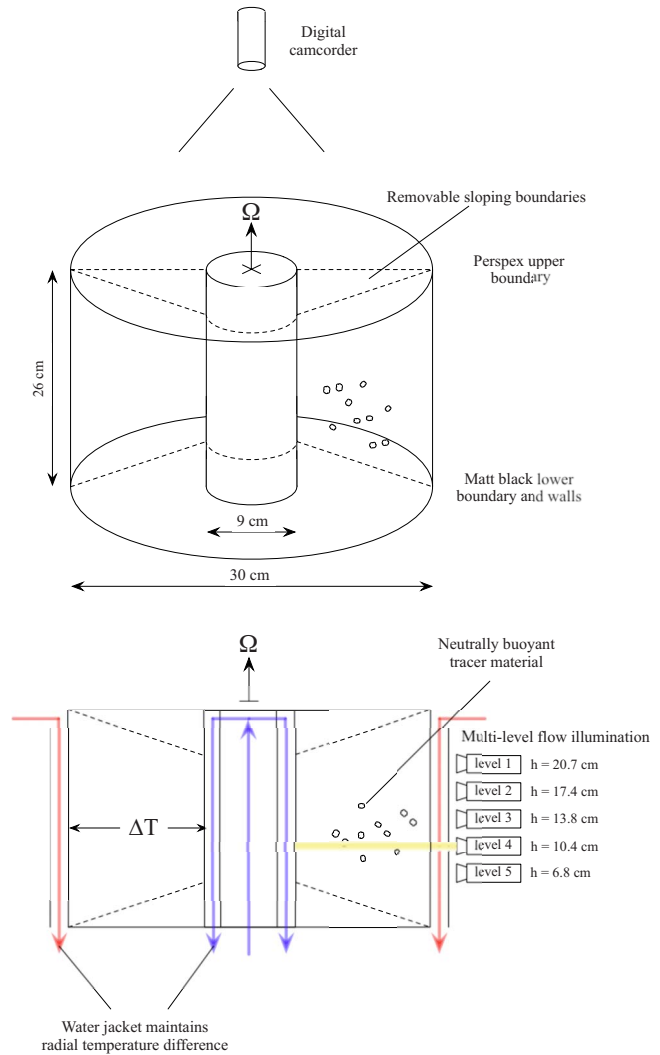 Digital
camcorder
Removable sloping boundaries
Ω
Perspex upper
boundary
26 cm
Matt black lower
boundary and walls
9 cm
30 cm
Neutrally buoyant
tracer material
Ω
Multi-level flow illumination
level 1 h = 20.7 cm
level 2 h = 17.4 cm
level 3 h = 13.8 cm
ΔT
level 4 h = 10.4 cm
level 5 h = 6.8 cm
Water jacket maintains
radial temperature difference